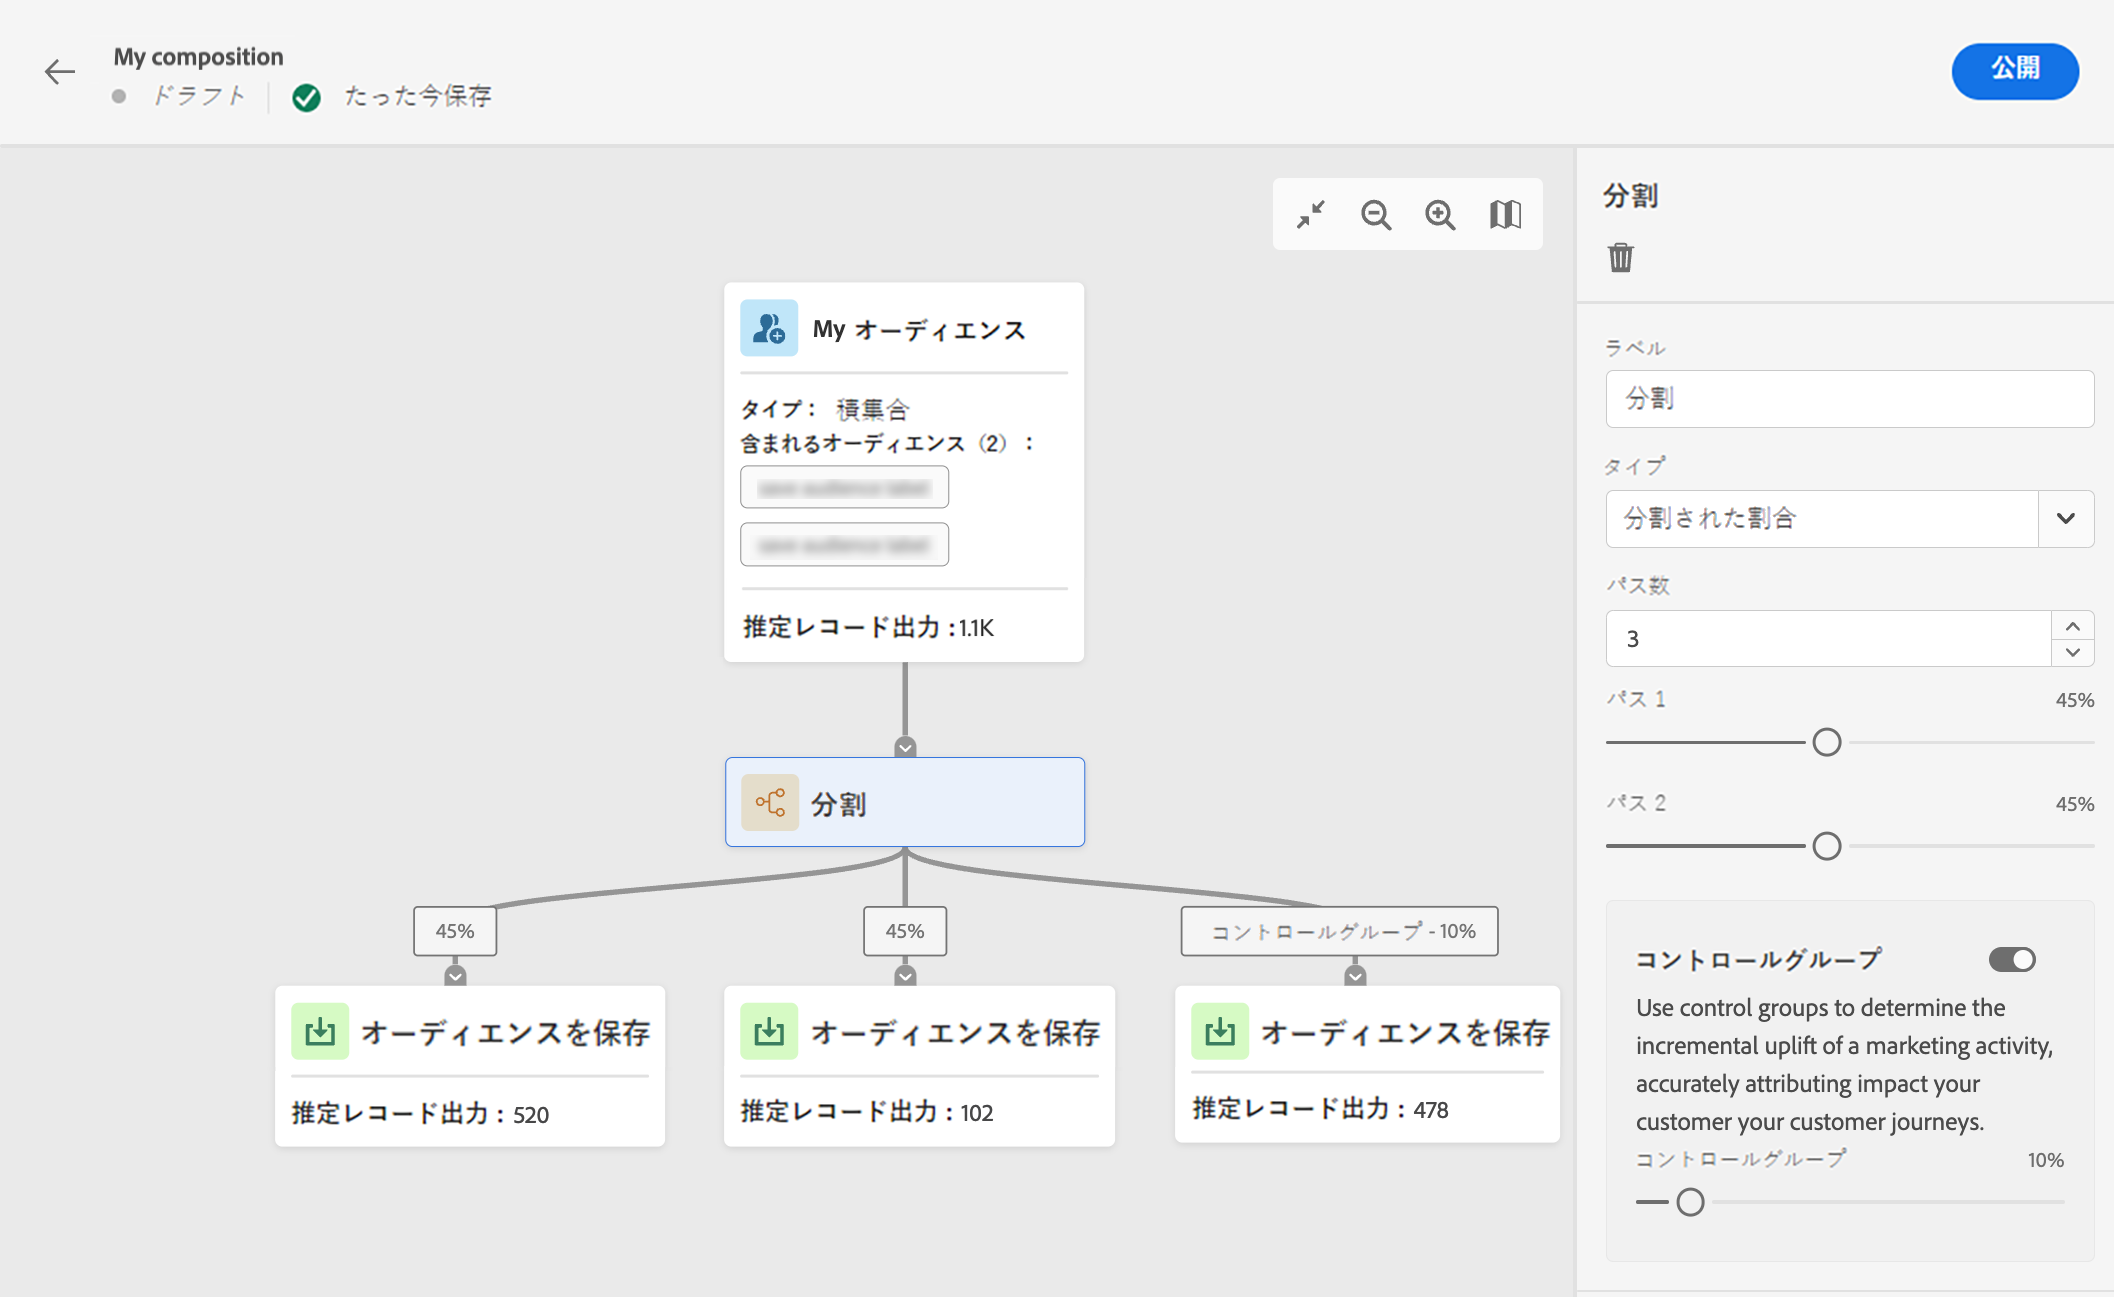 My composition
ドラフト
たった今保存
公開
My オーディエンス
タイプ： 積集合
含まれるオーディエンス（2）：
推定レコード出力 : 1.1K
分割
45%
45%
コントロールグループ - 10%
オーディエンスを保存
推定レコード出力 : 520
オーディエンスを保存
推定レコード出力 : 102
オーディエンスを保存
推定レコード出力 : 478
分割
ラベル
分割
タイプ
分割された割合
パス数
3
パス 1 45%
パス 2 45%
コントロールグループ
Use control groups to determine the
incremental uplift of a marketing activity,
accurately attributing impact your
customer your customer journeys.
コントロールグループ 10%